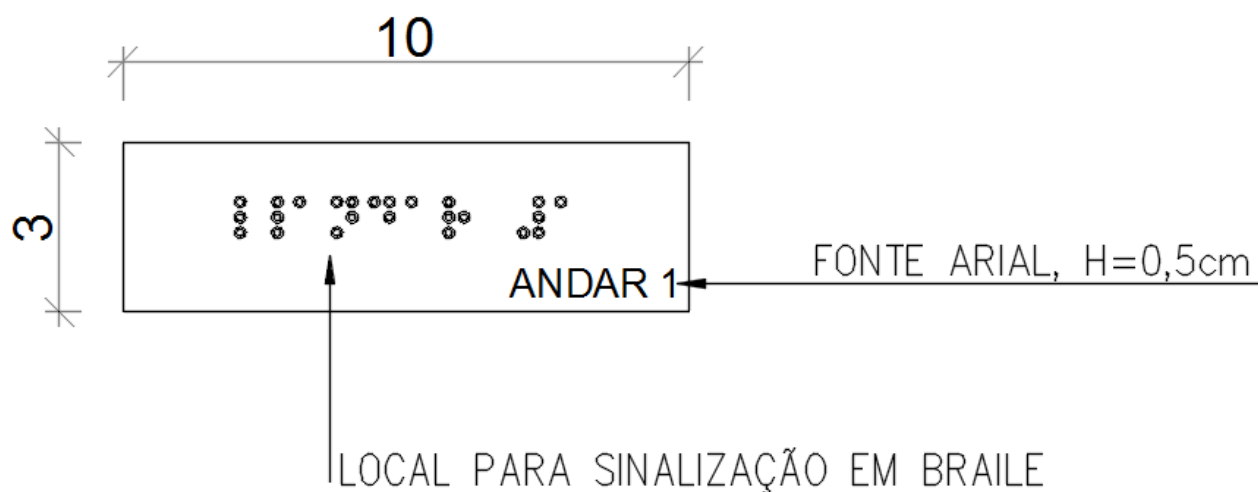 10
3
⠸⠸⠁⠝⠙⠁⠗ ⠼⠁
ANDAR 1
FONTE ARIAL, H=0,5cm
LOCAL PARA SINALIZAÇÃO EM BRAILE